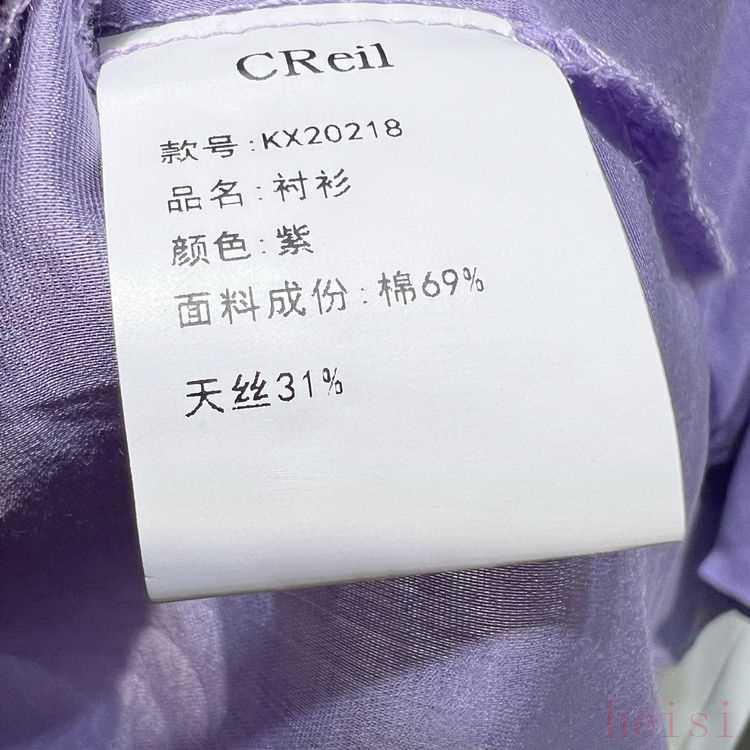 CReil
款号:KX20218
品名:衬衫
颜色:紫
面料成份:棉69%
天丝31%
heisi